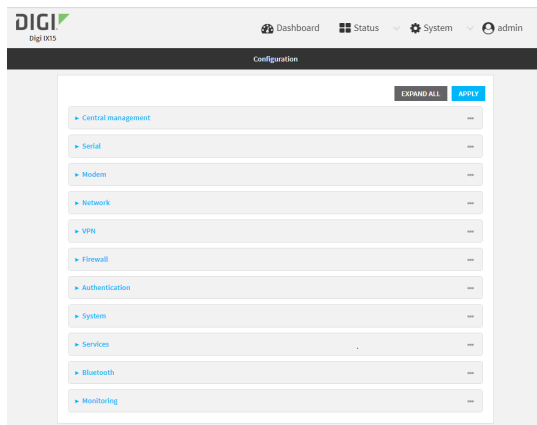 DIGI
Digi IX15
Dashboard
Status
System
admin
Configuration
EXPAND ALL
APPLY
Central management
Serial
Modem
Network
VPN
Firewall
Authentication
System
Services
Bluetooth
Monitoring